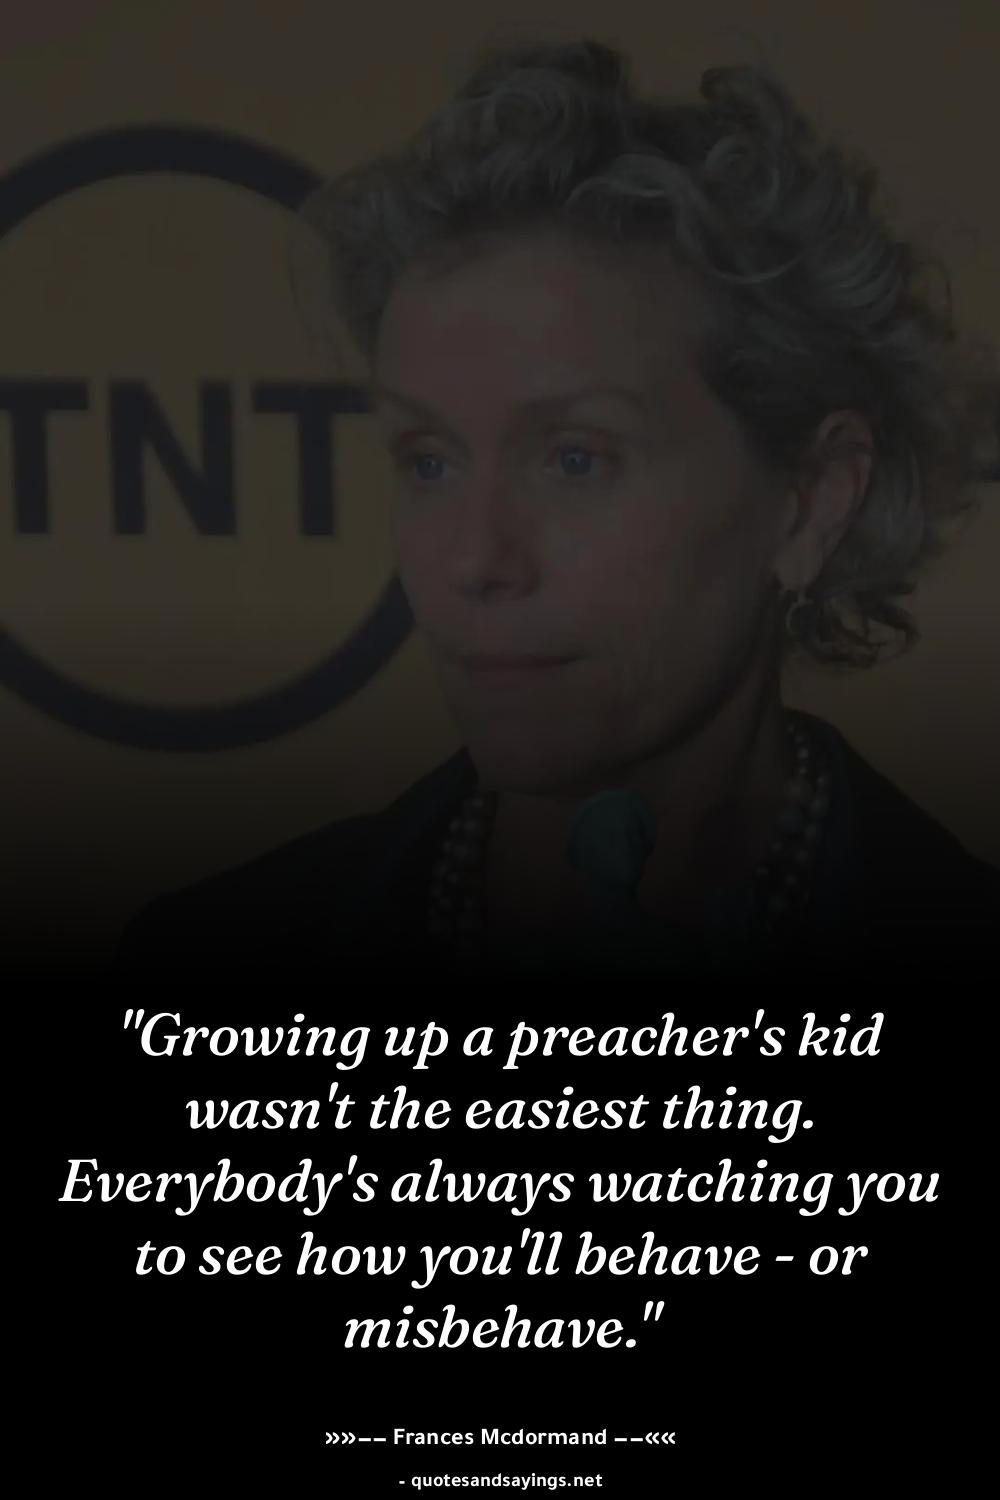 TNT
"Growing up a preacher's kid
wasn't the easiest thing.
Everybody's always watching you
to see how you'll behave - or
misbehave."
»»–– Frances Mcdormand ––««
- quotesandsayings.net